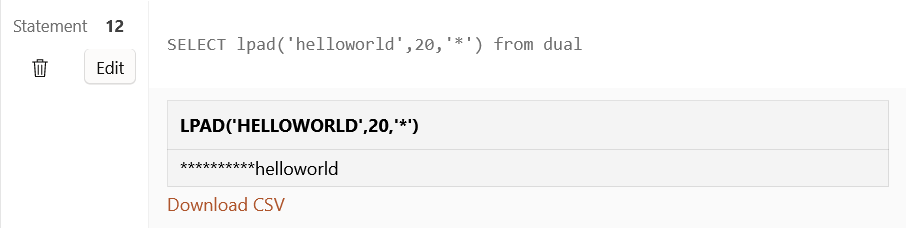 Statement 12
Edit
SELECT lpad('helloworld',20,'*') from dual
LPAD('HELLOWORLD',20,'*')
**********helloworld
Download CSV